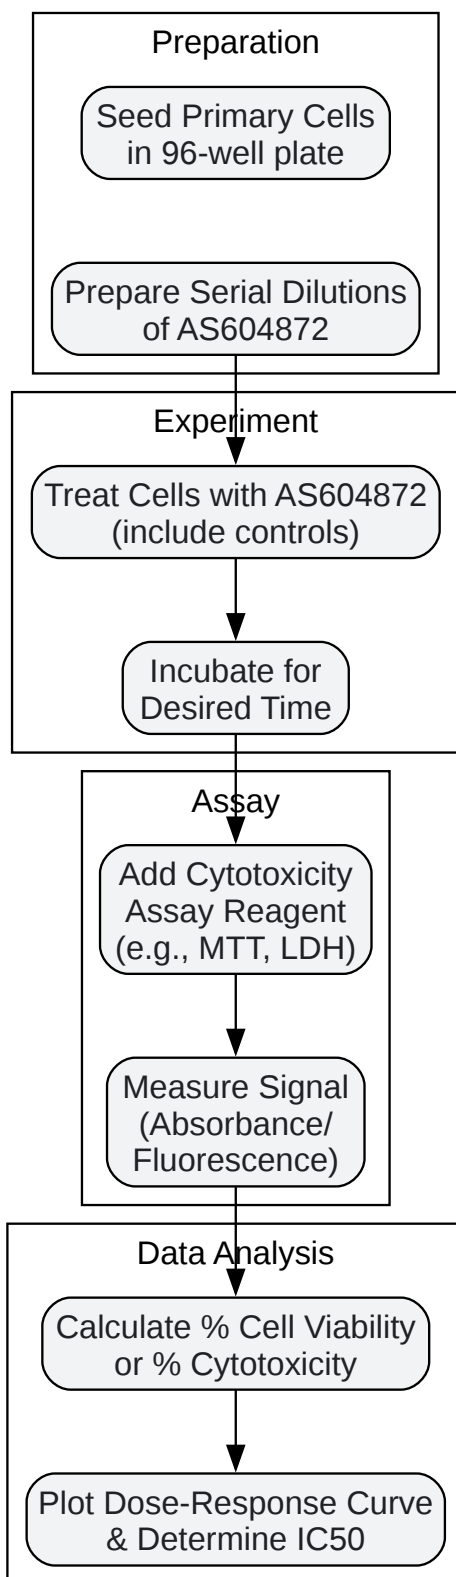 Preparation
Seed Primary Cells
in 96-well plate
Prepare Serial Dilutions
of AS604872
Experiment
Treat Cells with AS604872
(include controls)
Incubate for
Desired Time
Assay
Add Cytotoxicity
Assay Reagent
(e.g., MTT, LDH)
Measure Signal
(Absorbance/
Fluorescence)
Data Analysis
Calculate % Cell Viability
or % Cytotoxicity
Plot Dose-Response Curve
& Determine IC50